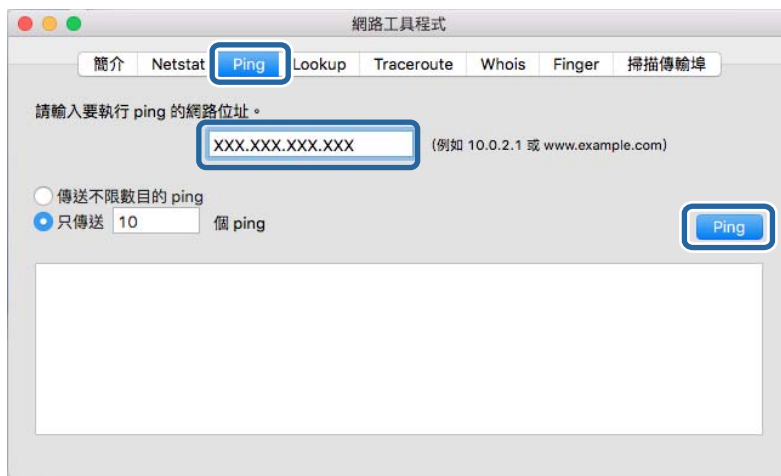 網路工具程式
簡介 Netstat Ping Lookup Traceroute Whois Finger 掃描傳輸埠
請輸入要執行 ping 的網路位址。
XXX.XXX.XXX.XXX (例如 10.0.2.1 或 www.example.com)
傳送不限數目的 ping
只傳送 10 個 ping
Ping